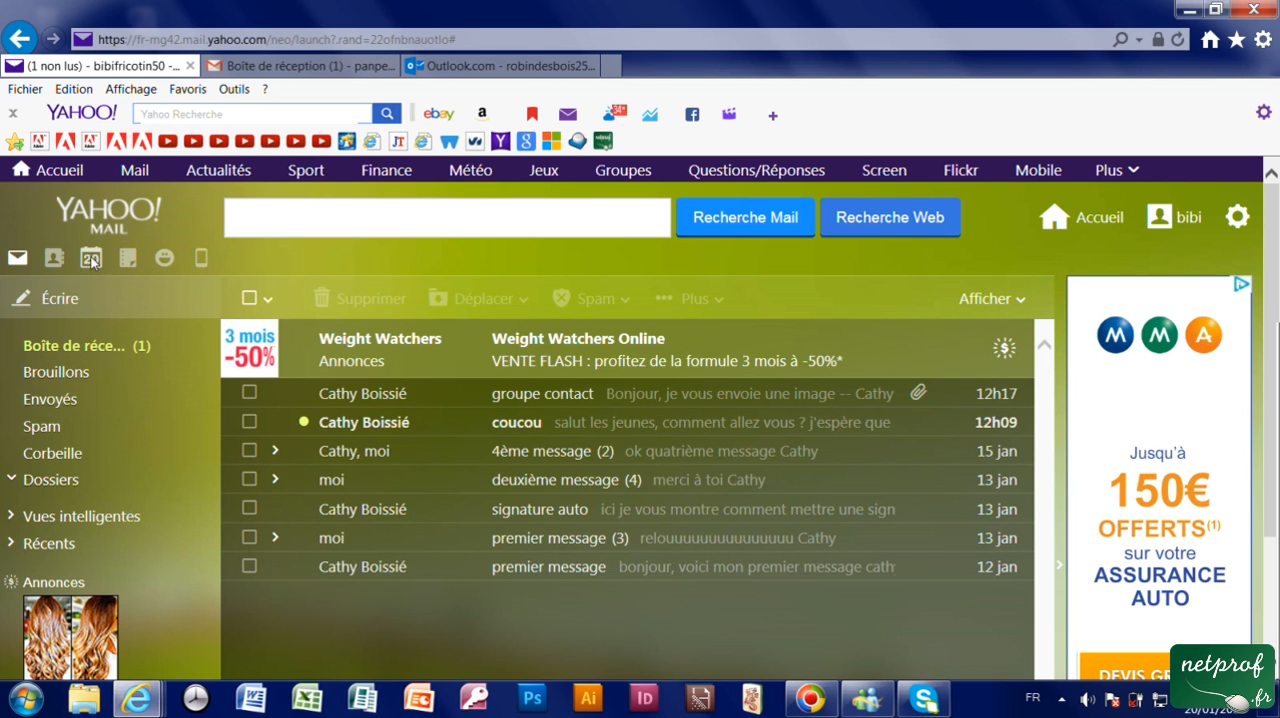 https://fr-mg42.mail.yahoo.com/neo/launch?.rand=22ofnbnauotlo#
(1 non lus) - bibifricotin50 -...
Boîte de réception (1) - panpe...
Outlook.com - robindesbois25...
Fichier Edition Affichage Favoris Outils ?
x YAHOO! Yahoo Recherche ebay a 34+ +
JT
Accueil Mail Actualités Sport Finance Météo Jeux Groupes Questions/Réponses Screen Flickr Mobile Plus
YAHOO!
MAIL
Recherche Mail Recherche Web Accueil bibi
Écrire
Supprimer Déplacer Spam Plus Afficher
Boîte de réce... (1)
Brouillons
Envoyés
Spam
Corbeille
Dossiers
Vues intelligentes
Récents
Annonces
3 mois
-50%
Weight Watchers Weight Watchers Online
Annonces VENTE FLASH : profitez de la formule 3 mois à -50%*
Cathy Boissié groupe contact Bonjour, je vous envoie une image -- Cathy 12h17
Cathy Boissié coucou salut les jeunes, comment allez vous ? j'espère que 12h09
Cathy, moi 4ème message (2) ok quatrième message Cathy 15 jan
moi deuxième message (4) merci à toi Cathy 13 jan
Cathy Boissié signature auto ici je vous montre comment mettre une sign 13 jan
moi premier message (3) relouuuuuuuuuuuuuu Cathy 13 jan
Cathy Boissié premier message bonjour, voici mon premier message cath 12 jan
M M A
Jusqu'à
150€
OFFERTS(1)
sur votre
ASSURANCE
AUTO
DEVIS
Ps Ai ID
FR
netprof
.fr